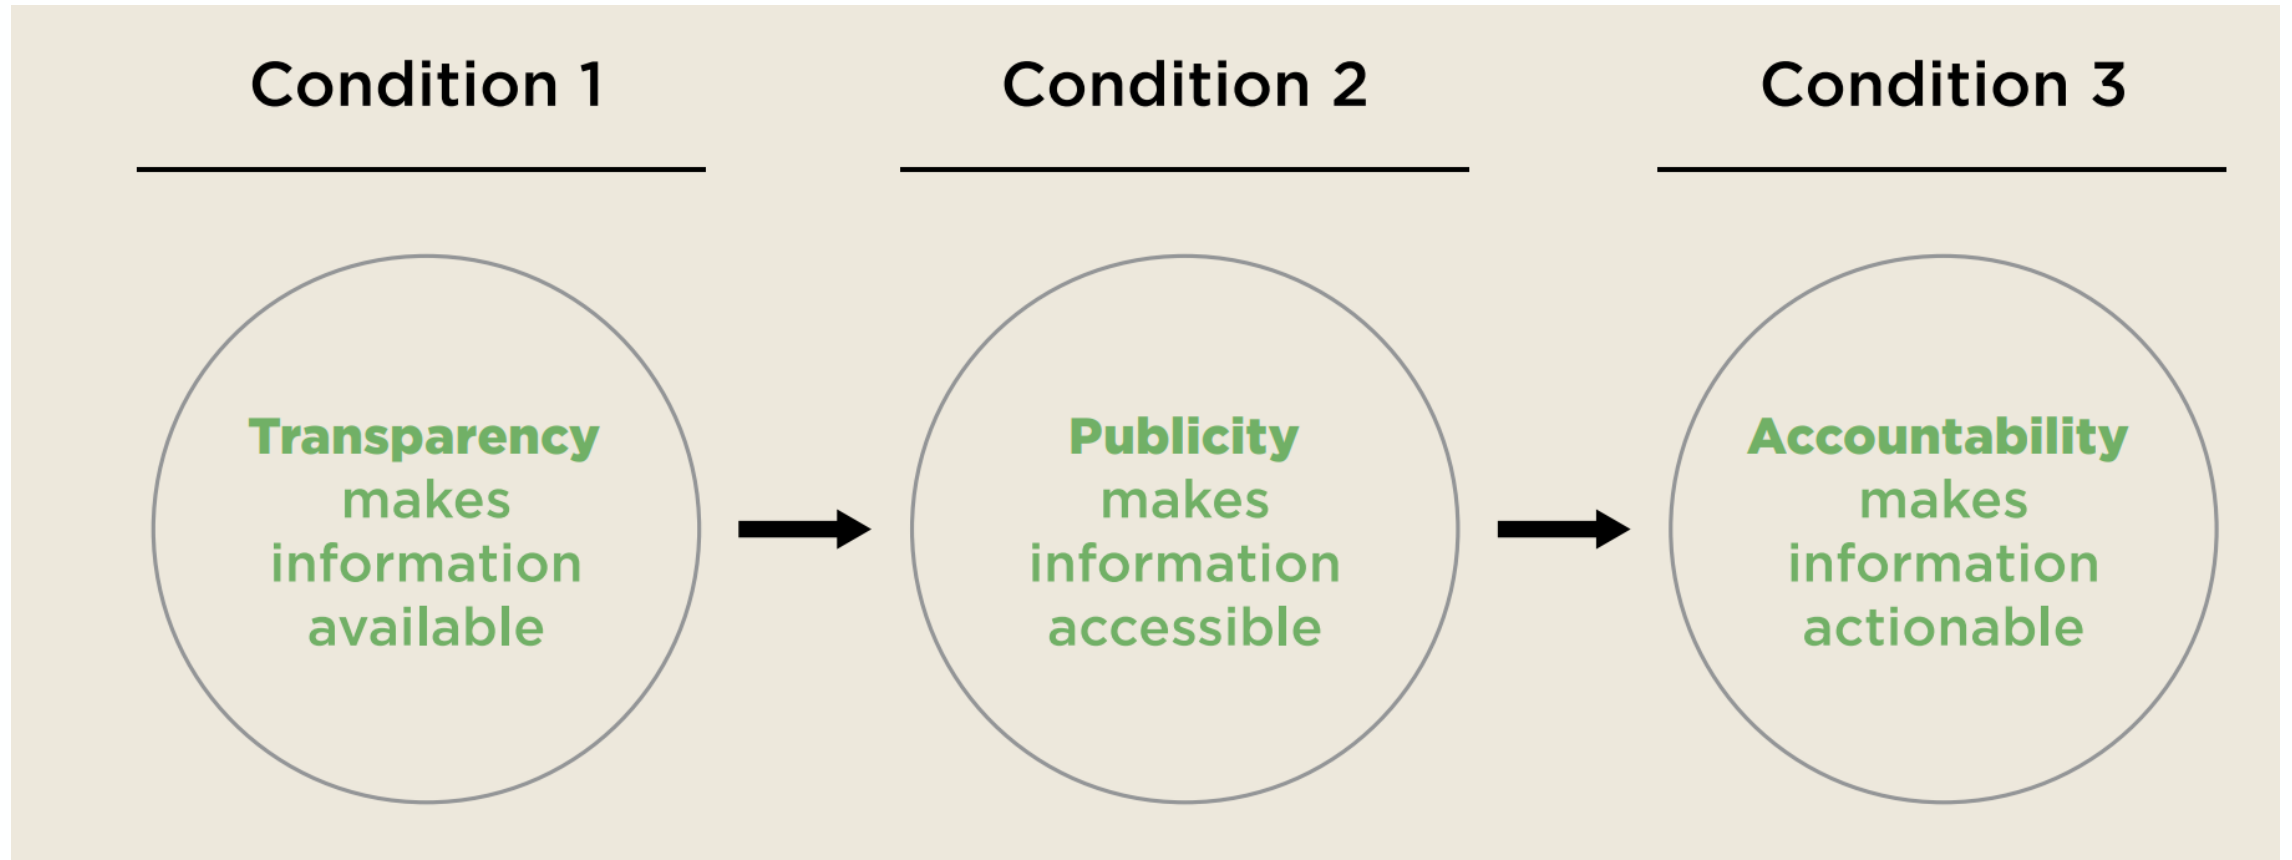 Condition 1
Condition 2
Condition 3
Transparency
makes
information
available
Publicity
makes
information
accessible
Accountability
makes
information
actionable